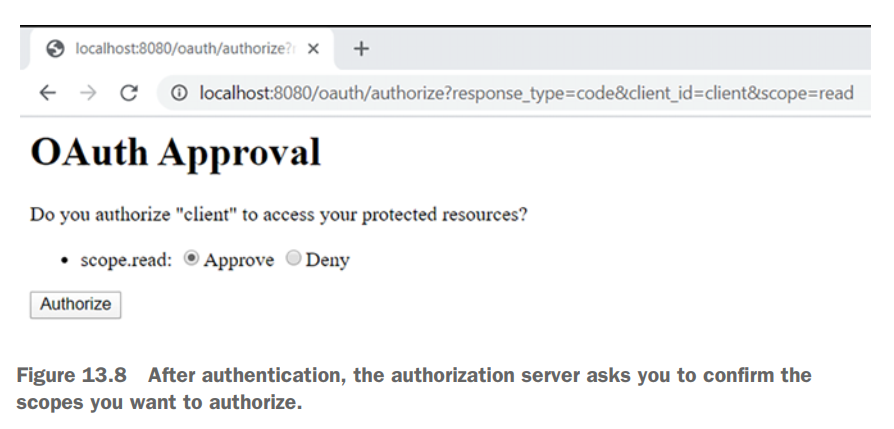 localhost:8080/oauth/authorize?
localhost:8080/oauth/authorize?response_type=code&client_id=client&scope=read
OAuth Approval
Do you authorize "client" to access your protected resources?
• scope.read: Approve Deny
Authorize
Figure 13.8 After authentication, the authorization server asks you to confirm the
scopes you want to authorize.